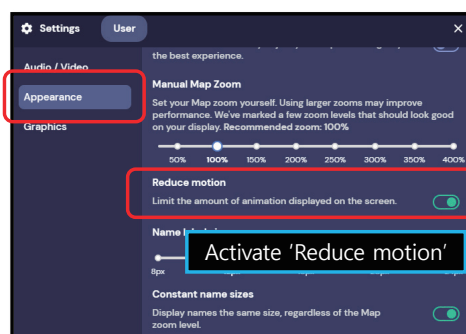 Settings User
the best experience.
Audio / Video
Manual Map Zoom
Appearance
Set your Map zoom yourself. Using larger zooms may improve
performance. We've marked a few zoom levels that should look good
Graphics
on your display. Recommended zoom: 100%
50% 100% 150% 200% 250% 300% 350% 400%
Reduce motion
Limit the amount of animation displayed on the screen.
Name
Activate 'Reduce motion'
8px
Constant name sizes
Display names the same size, regardless of the Map
zoom level.